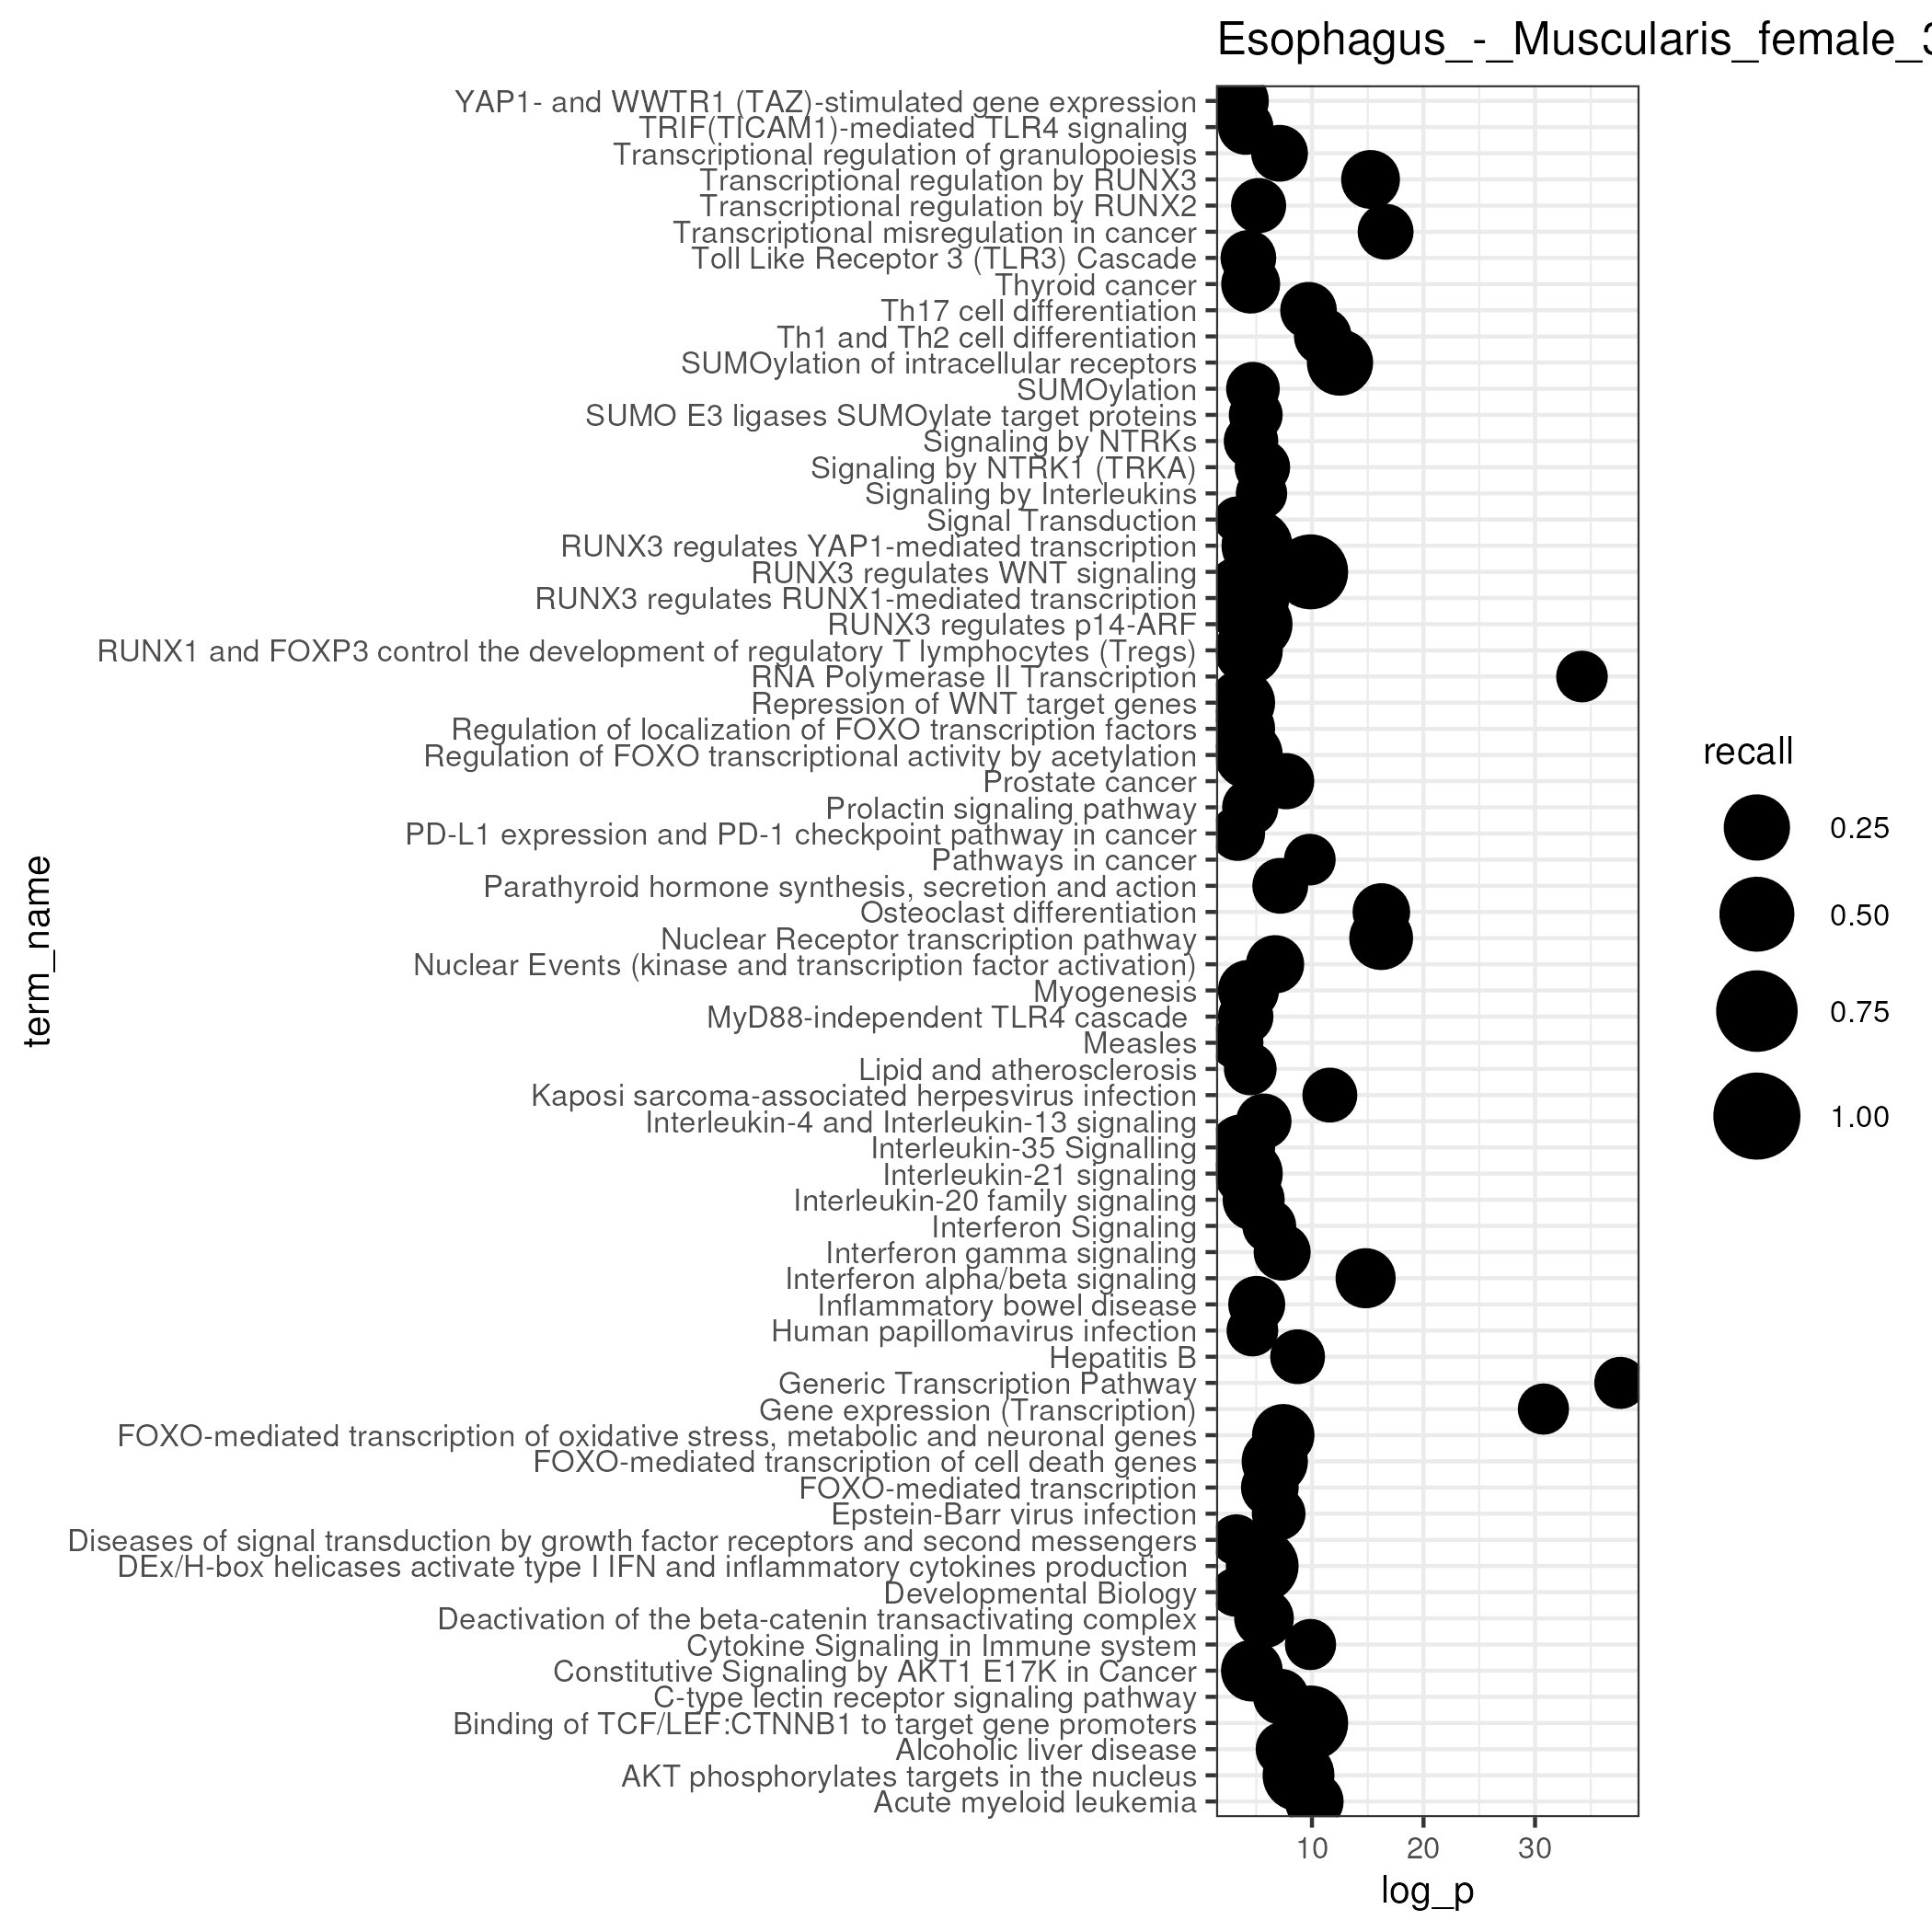 Esophagus_-_Muscularis_female_3
YAP1- and WWTR1 (TAZ)-stimulated gene expression
TRIF(TICAM1)-mediated TLR4 signaling
Transcriptional regulation of granulopoiesis
Transcriptional regulation by RUNX3
Transcriptional regulation by RUNX2
Transcriptional misregulation in cancer
Toll Like Receptor 3 (TLR3) Cascade
Thyroid cancer
Th17 cell differentiation
Th1 and Th2 cell differentiation
SUMOylation of intracellular receptors
SUMOylation
SUMO E3 ligases SUMOylate target proteins
Signaling by NTRKs
Signaling by NTRK1 (TRKA)
Signaling by Interleukins
Signal Transduction
RUNX3 regulates YAP1-mediated transcription
RUNX3 regulates WNT signaling
RUNX3 regulates RUNX1-mediated transcription
RUNX3 regulates p14-ARF
RUNX1 and FOXP3 control the development of regulatory T lymphocytes (Tregs)
RNA Polymerase II Transcription
Repression of WNT target genes
Regulation of localization of FOXO transcription factors
Regulation of FOXO transcriptional activity by acetylation
Prostate cancer
Prolactin signaling pathway
PD-L1 expression and PD-1 checkpoint pathway in cancer
Pathways in cancer
Parathyroid hormone synthesis, secretion and action
Osteoclast differentiation
Nuclear Receptor transcription pathway
Nuclear Events (kinase and transcription factor activation)
Myogenesis
MyD88-independent TLR4 cascade
Measles
Lipid and atherosclerosis
Kaposi sarcoma-associated herpesvirus infection
Interleukin-4 and Interleukin-13 signaling
Interleukin-35 Signalling
Interleukin-21 signaling
Interleukin-20 family signaling
Interferon Signaling
Interferon gamma signaling
Interferon alpha/beta signaling
Inflammatory bowel disease
Human papillomavirus infection
Hepatitis B
Generic Transcription Pathway
Gene expression (Transcription)
FOXO-mediated transcription of oxidative stress, metabolic and neuronal genes
FOXO-mediated transcription of cell death genes
FOXO-mediated transcription
Epstein-Barr virus infection
Diseases of signal transduction by growth factor receptors and second messengers
DEx/H-box helicases activate type I IFN and inflammatory cytokines production
Developmental Biology
Deactivation of the beta-catenin transactivating complex
Cytokine Signaling in Immune system
Constitutive Signaling by AKT1 E17K in Cancer
C-type lectin receptor signaling pathway
Binding of TCF/LEF:CTNNB1 to target gene promoters
Alcoholic liver disease
AKT phosphorylates targets in the nucleus
Acute myeloid leukemia
term_name
10 20 30
log_p
recall
0.25
0.50
0.75
1.00